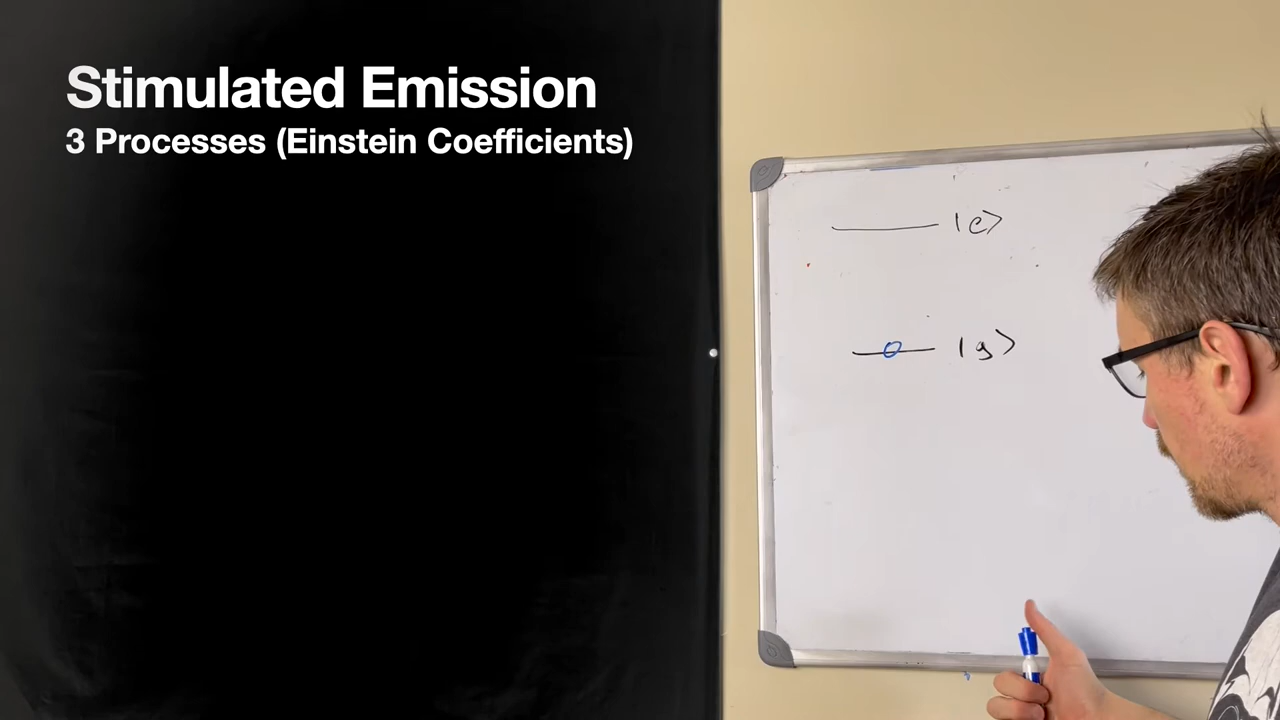 Stimulated Emission
3 Processes (Einstein Coefficients)
|e>
|g>